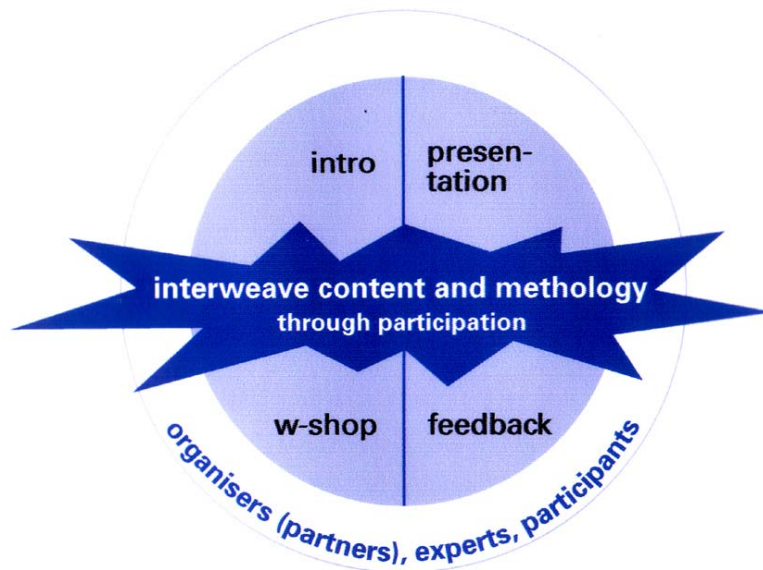 intro
presen-
tation
interweave content and methology
through participation
w-shop
feedback
organisers (partners), experts, participants